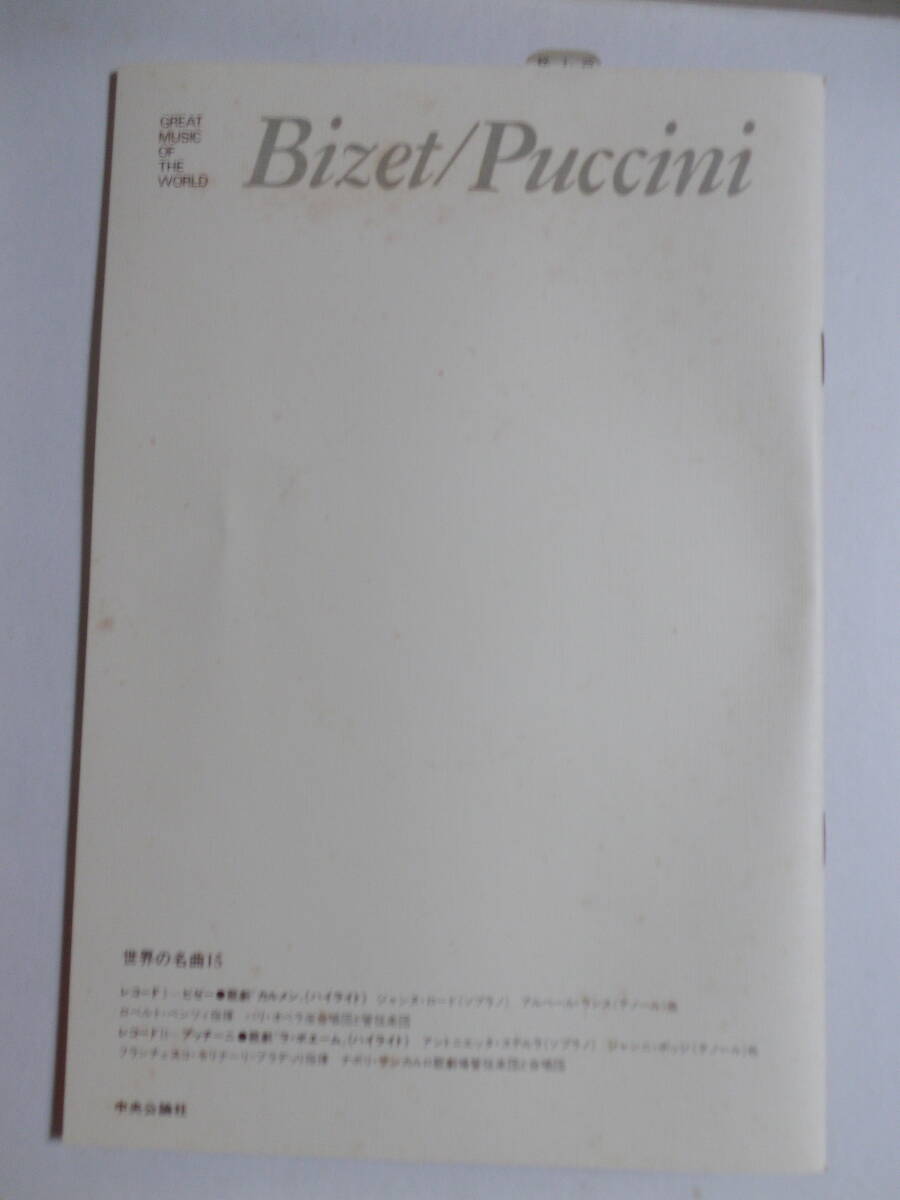 GREAT
MUSIC
OF
THE
WORLD
Bizet/Puccini
世界の名曲15
レコードI—ビゼー●歌劇「カルメン」(ハイライト) ジャンヌ・ロード(ソプラノ) アルベール・ランス(テノール)他
ロベルト・ベンツィ指揮 パリ・オペラ座合唱団と管弦楽団
レコードII—プッチーニ●歌劇「ラ・ボエーム」(ハイライト) アントニエッタ・ステルラ(ソプラノ) ジャンニ・ポッジ(テノール)他
フランチェスコ・モリナーリ・プラデッリ指揮 ナポリ・サンカルロ歌劇場管弦楽団と合唱団
中央公論社